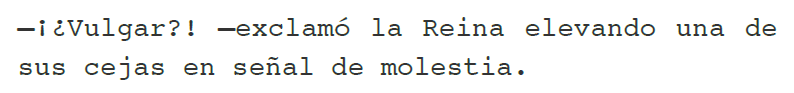 —¡¿Vulgar?! —exclamó la Reina elevando una de
sus cejas en señal de molestia.